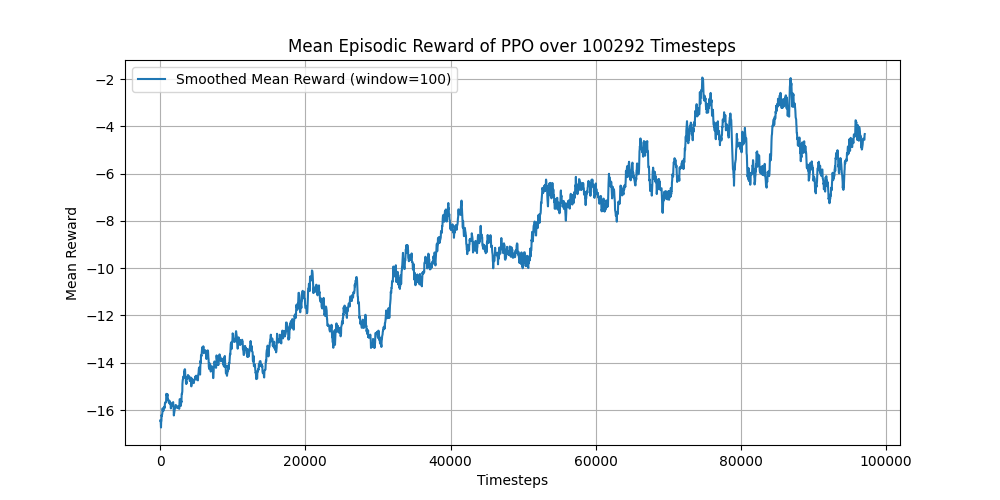 Mean Episodic Reward of PPO over 100292 Timesteps
Smoothed Mean Reward (window=100)
−2
−4
−6
−8
−10
−12
−14
−16
Mean Reward
0 20000 40000 60000 80000 100000
Timesteps